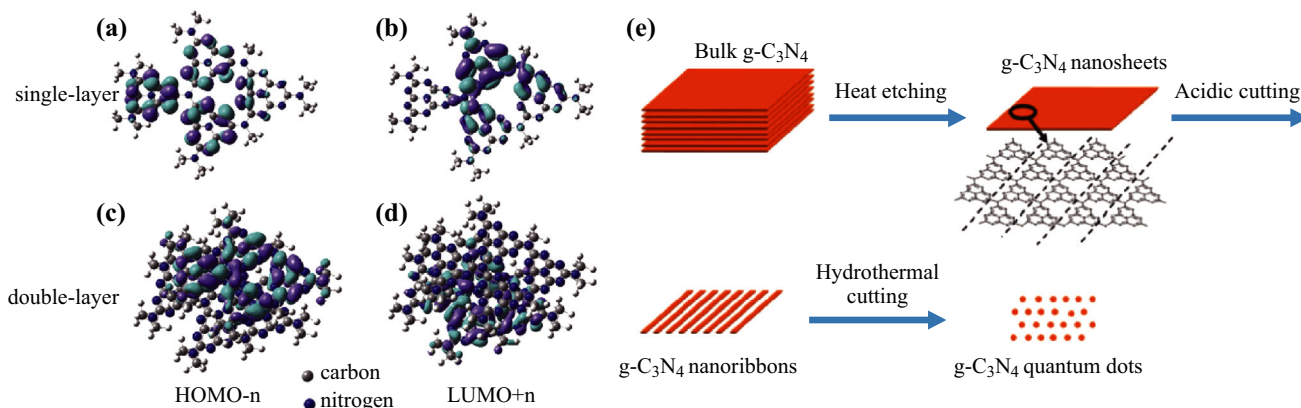 (a)
(b)
single-layer
(c)
(d)
double-layer
HOMO-n
carbon
nitrogen
LUMO+n
(e)
Bulk g-C₃N₄
Heat etching
g-C₃N₄ nanosheets
Acidic cutting
Hydrothermal
cutting
g-C₃N₄ nanoribbons
g-C₃N₄ quantum dots